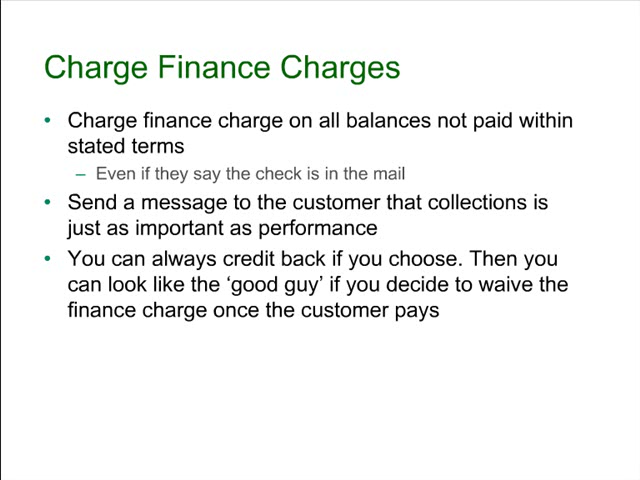 Charge Finance Charges
• Charge finance charge on all balances not paid within
stated terms
– Even if they say the check is in the mail
• Send a message to the customer that collections is
just as important as performance
• You can always credit back if you choose. Then you
can look like the ‘good guy’ if you decide to waive the
finance charge once the customer pays